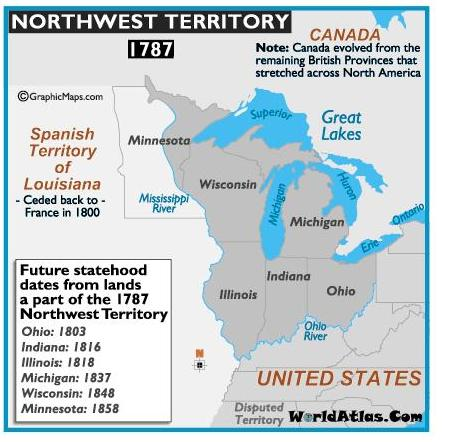 NORTHWEST TERRITORY
1787
CANADA
Note: Canada evolved from the
remaining British Provinces that
stretched across North America
©GraphicMaps.com
Spanish
Territory
of
Louisiana
- Ceded back to -
France in 1800
Minnesota
Superior
Great
Lakes
Wisconsin
Mississippi
River
Michigan
Huron
Michigan
Ontario
Erie
Indiana
Illinois
Ohio
Ohio
River
Future statehood
dates from lands
a part of the 1787
Northwest Territory
Ohio: 1803
Indiana: 1816
Illinois: 1818
Michigan: 1837
Wisconsin: 1848
Minnesota: 1858
N
UNITED STATES
Disputed
Territory
WorldAtlas.Com